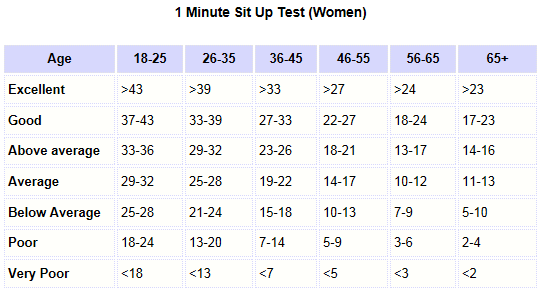 1 Minute Sit Up Test (Women)
Age 18-25 26-35 36-45 46-55 56-65 65+
Excellent >43 >39 >33 >27 >24 >23
Good 37-43 33-39 27-33 22-27 18-24 17-23
Above average 33-36 29-32 23-26 18-21 13-17 14-16
Average 29-32 25-28 19-22 14-17 10-12 11-13
Below Average 25-28 21-24 15-18 10-13 7-9 5-10
Poor 18-24 13-20 7-14 5-9 3-6 2-4
Very Poor <18 <13 <7 <5 <3 <2